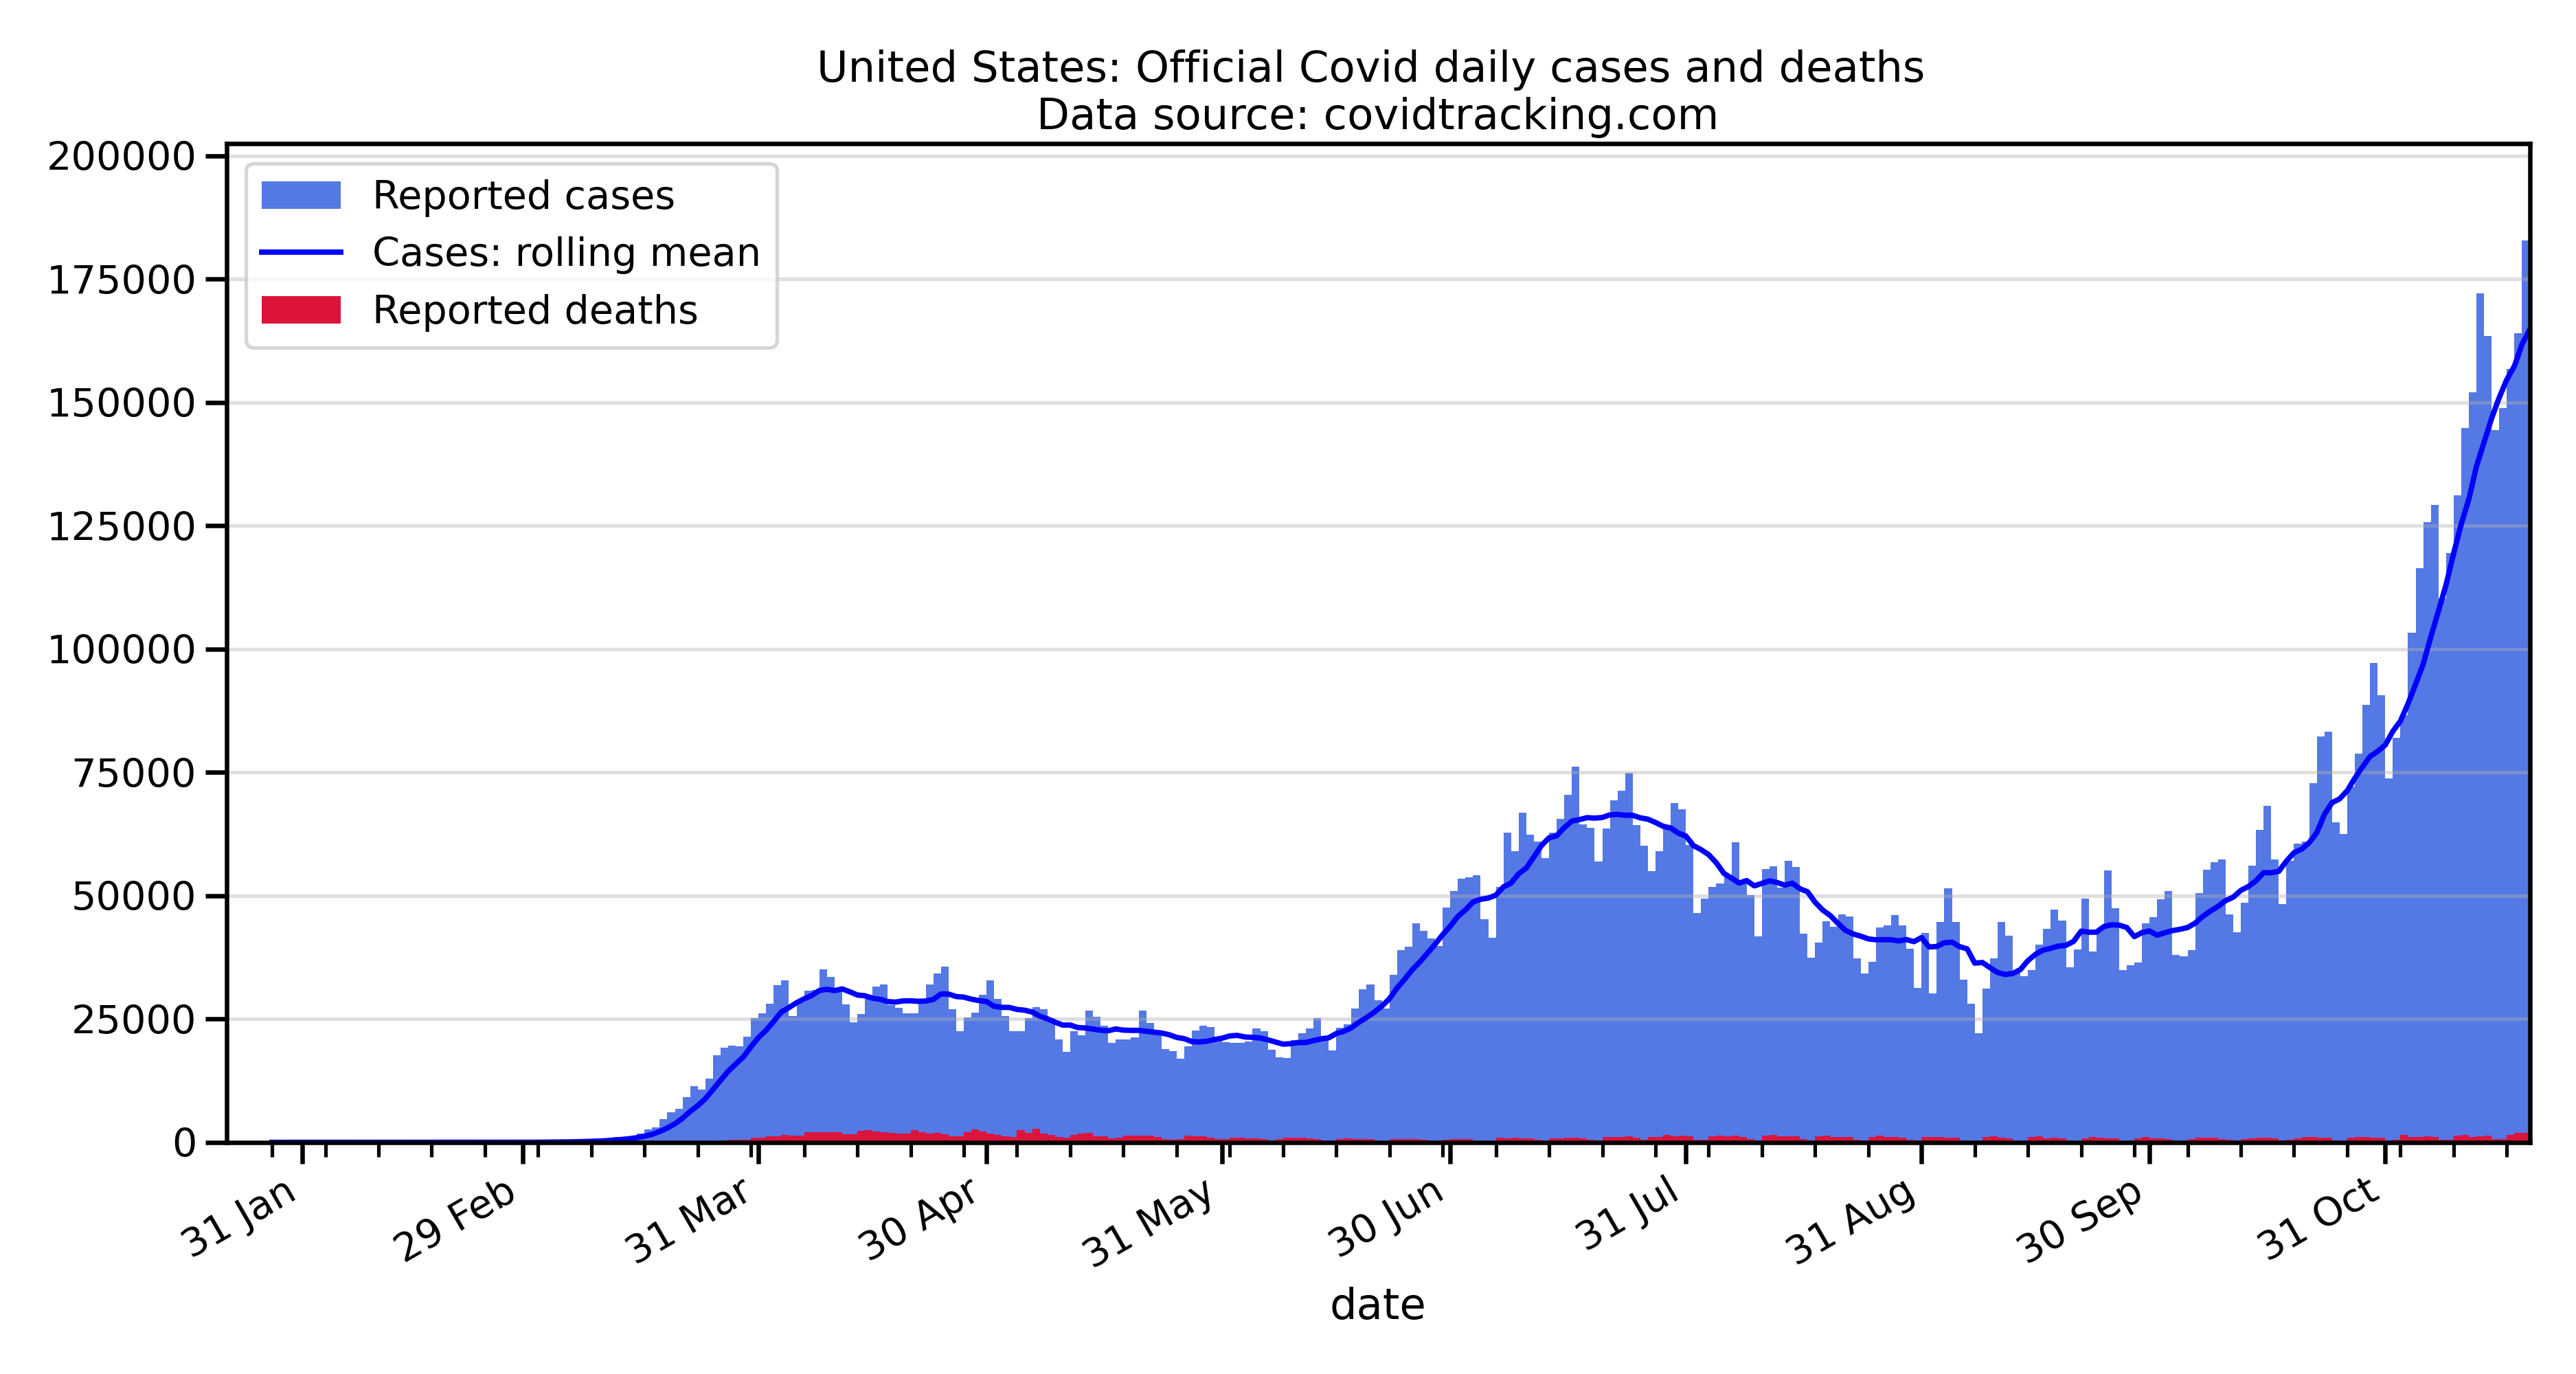 United States: Official Covid daily cases and deaths
Data source: covidtracking.com
200000
175000
150000
125000
100000
75000
50000
25000
0
Reported cases
Cases: rolling mean
Reported deaths
31 Jan
29 Feb
31 Mar
30 Apr
31 May
30 Jun
31 Jul
31 Aug
30 Sep
31 Oct
date